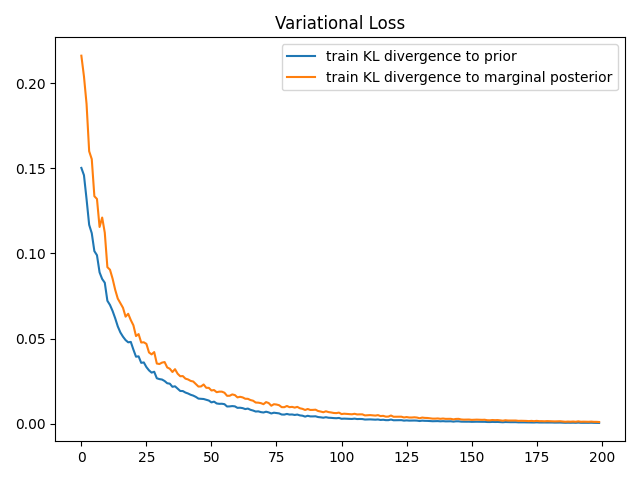 Variational Loss
train KL divergence to prior
train KL divergence to marginal posterior
0.20
0.15
0.10
0.05
0.00
0 25 50 75 100 125 150 175 200